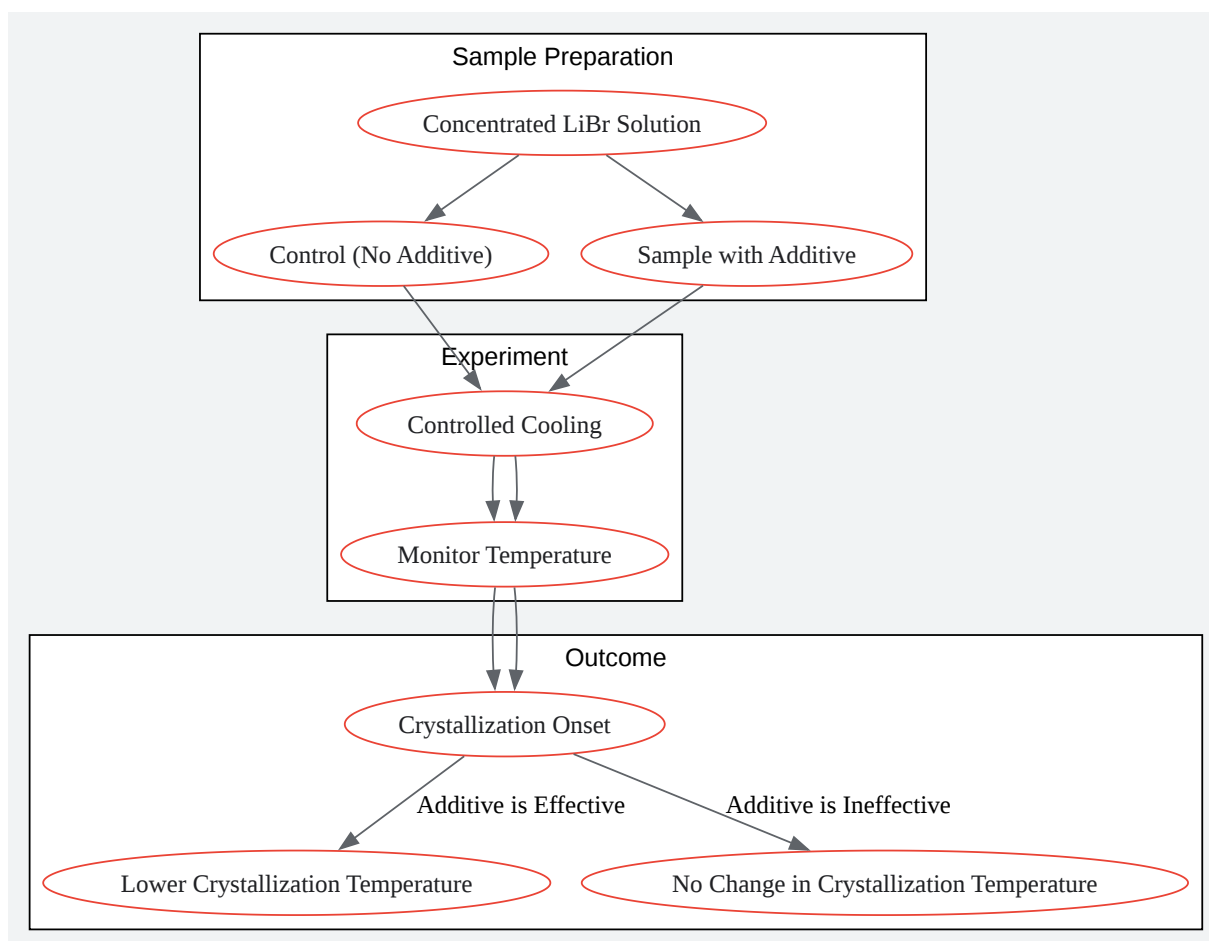 Sample Preparation
Concentrated LiBr Solution
Control (No Additive)
Sample with Additive
Experiment
Controlled Cooling
Monitor Temperature
Outcome
Crystallization Onset
Additive is Effective
Additive is Ineffective
Lower Crystallization Temperature
No Change in Crystallization Temperature